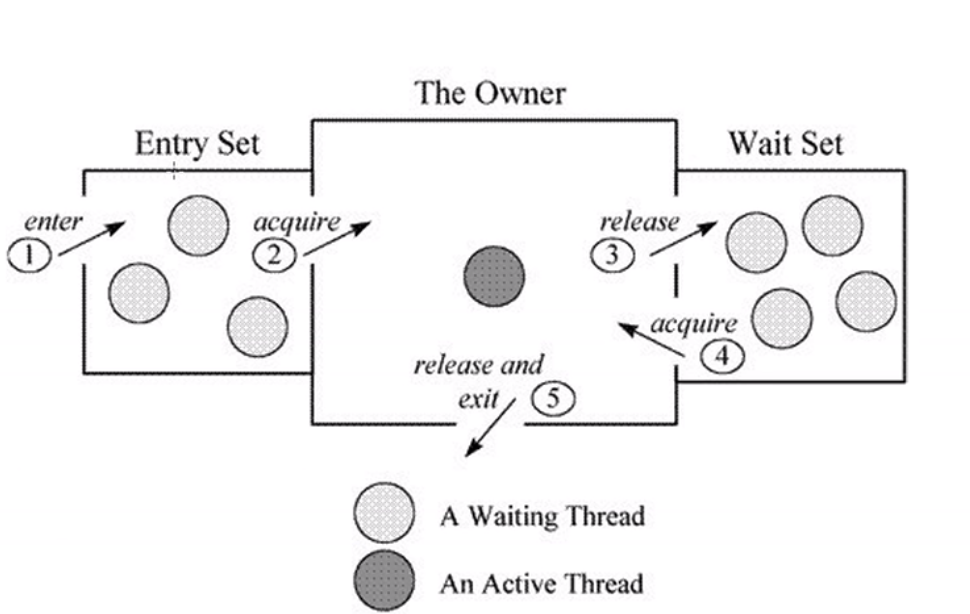 The Owner
Entry Set
Wait Set
enter
1
acquire
2
release
3
acquire
4
release and
exit
5
A Waiting Thread
An Active Thread